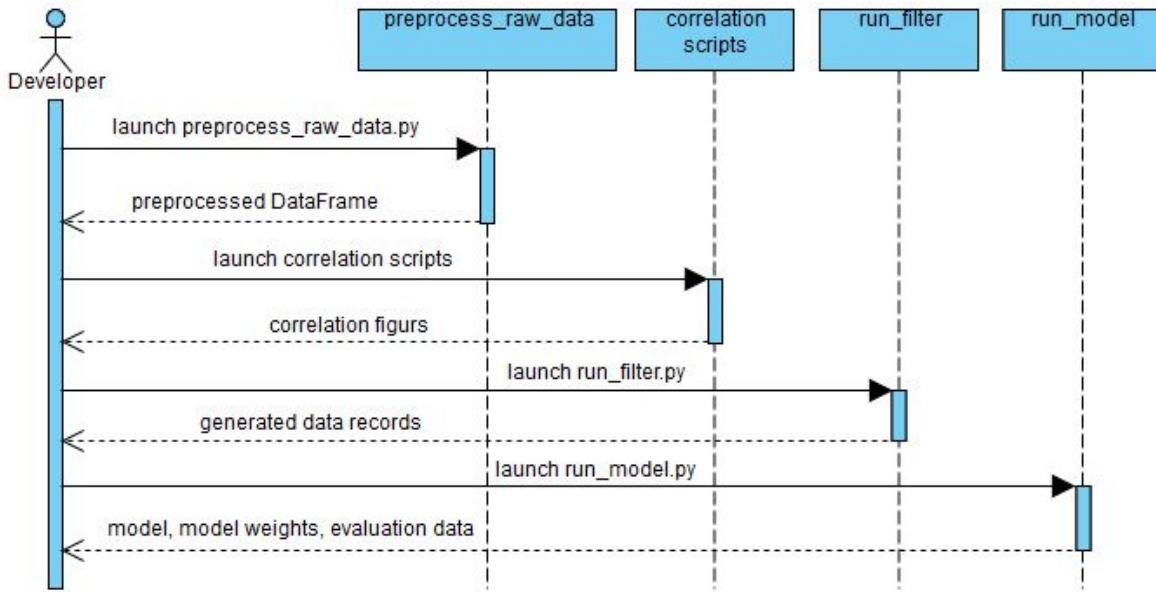 preprocess_raw_data
correlation
scripts
run_filter
run_model
Developer
launch preprocess_raw_data.py
preprocessed DataFrame
launch correlation scripts
correlation figurs
launch run_filter.py
generated data records
launch run_model.py
model, model weights, evaluation data